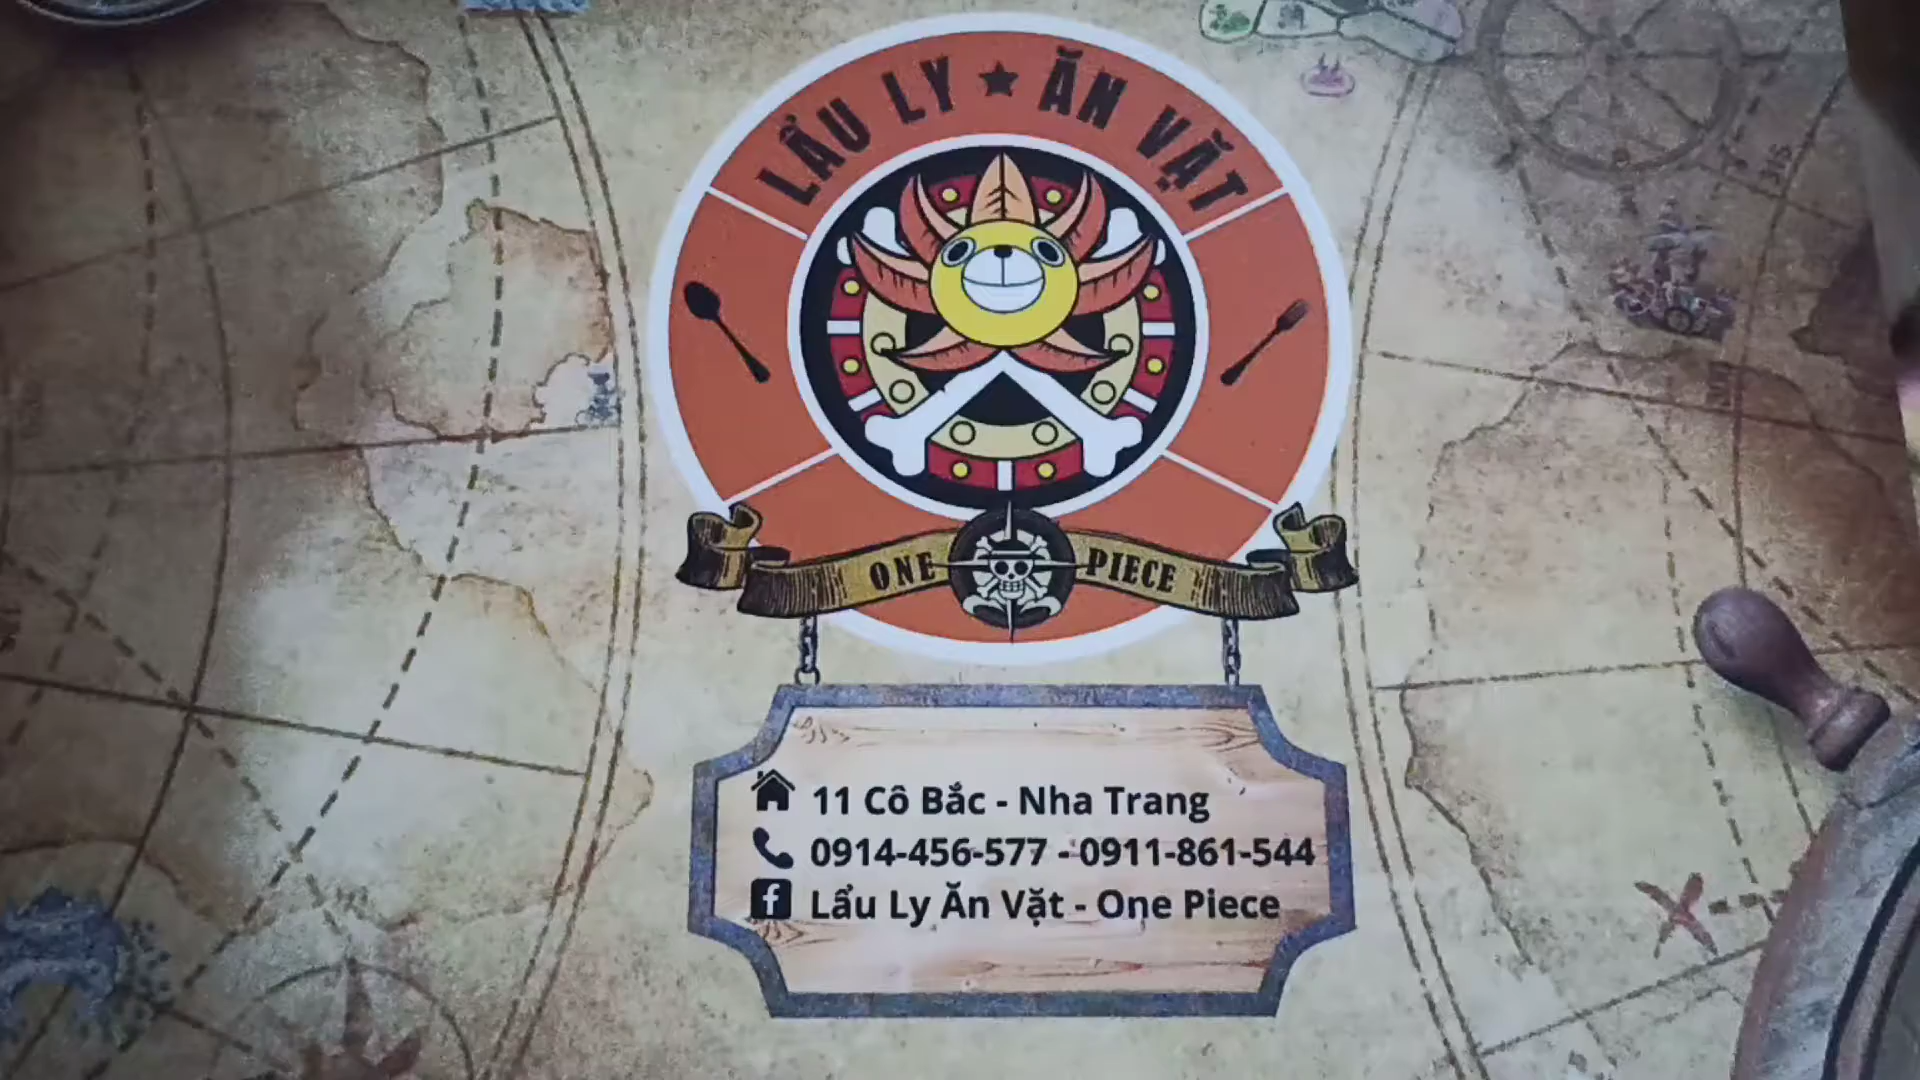 LẨU LY ★ ĂN VẶT
ONE PIECE
11 Cô Bắc - Nha Trang
0914-456-577 - 0911-861-544
Lẩu Ly Ăn Vặt - One Piece